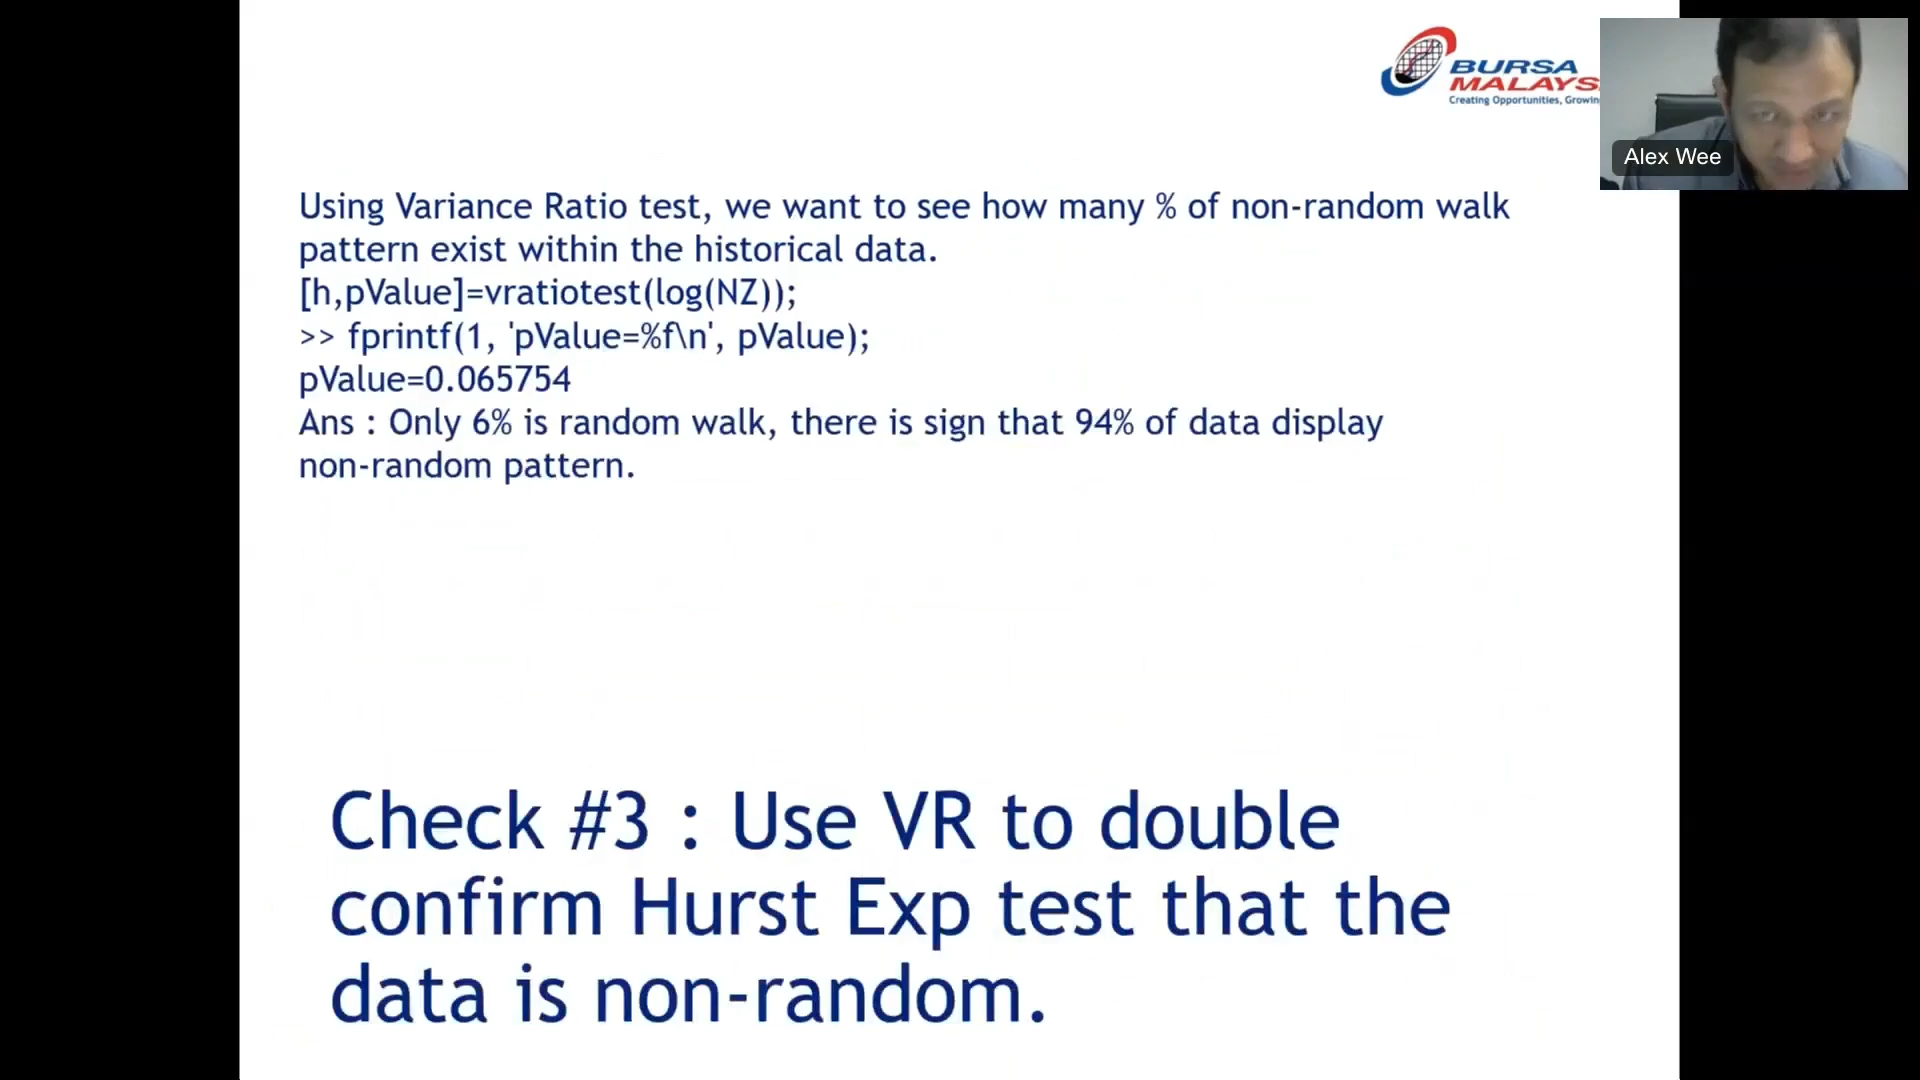 BURSA
MALAYS
Creating Opportunities, Growin
Alex Wee
Using Variance Ratio test, we want to see how many % of non-random walk
pattern exist within the historical data.
[h,pValue]=vratiotest(log(NZ));
>> fprintf(1, 'pValue=%f\n', pValue);
pValue=0.065754
Ans : Only 6% is random walk, there is sign that 94% of data display
non-random pattern.
Check #3 : Use VR to double
confirm Hurst Exp test that the
data is non-random.